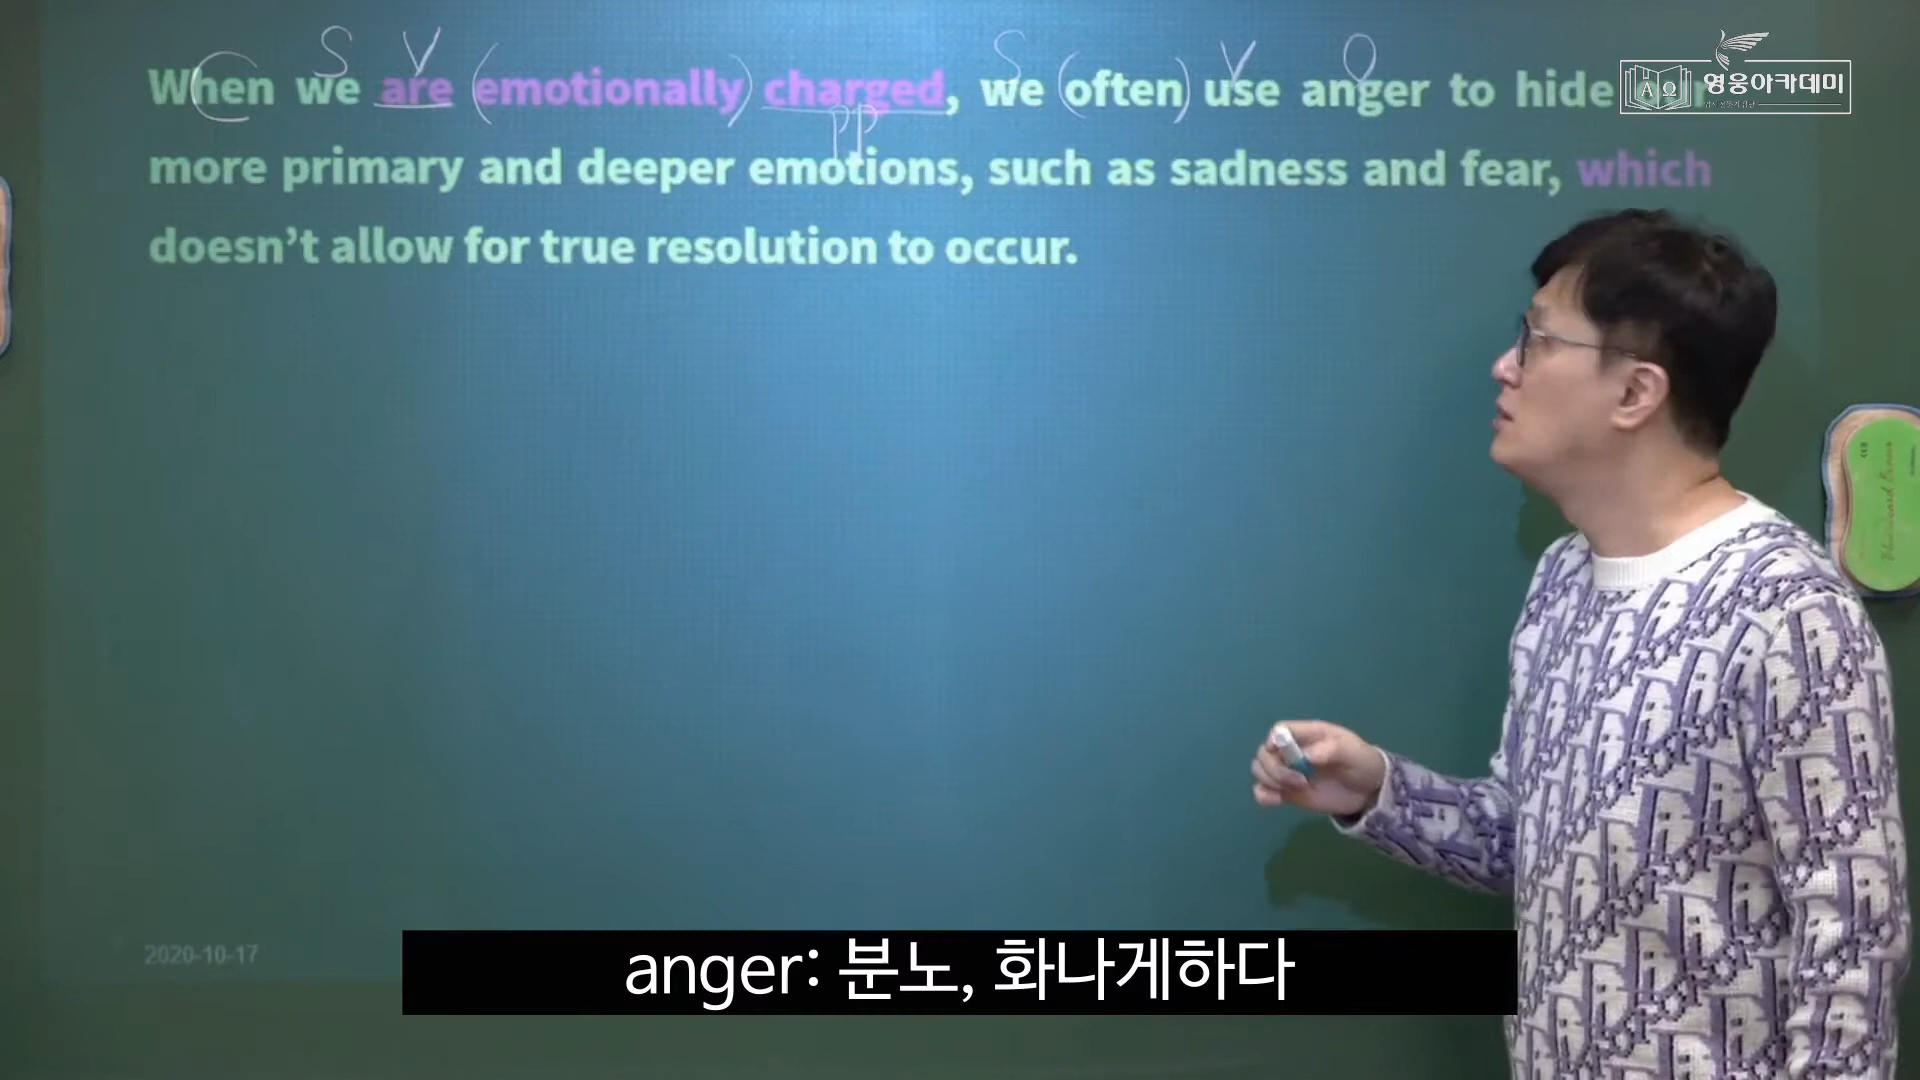 S V S V O
When we are (emotionally) charged, we (often) use anger to hide
pp
more primary and deeper emotions, such as sadness and fear, which
doesn’t allow for true resolution to occur.
ΑΩ 영웅아카데미
2020-10-17
anger: 분노, 화나게하다